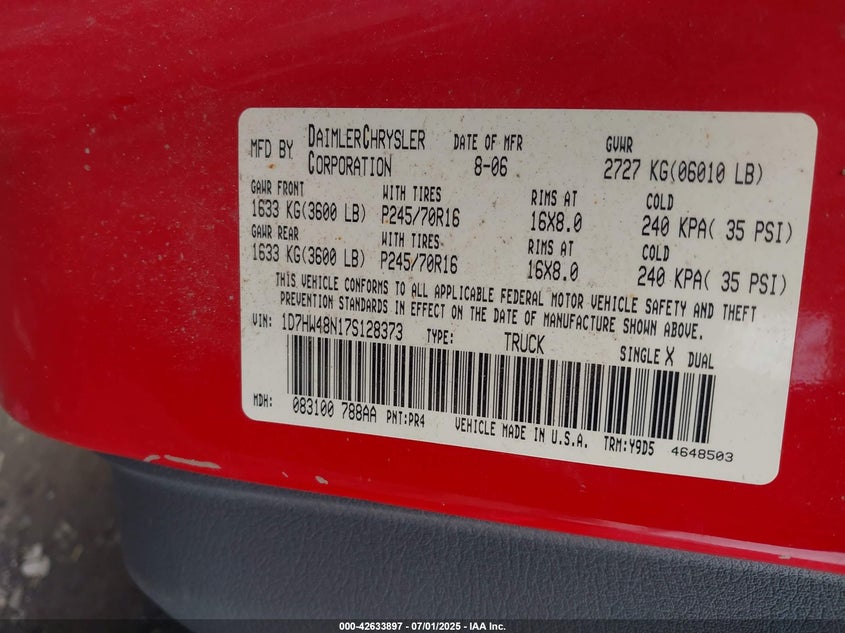 MFD BY DAIMLERCHRYSLER CORPORATION DATE OF MFR 8-06 GVWR 2727 KG(06010 LB)
GAWR FRONT WITH TIRES RIMS AT COLD
1633 KG(3600 LB) P245/70R16 16X8.0 240 KPA( 35 PSI)
GAWR REAR WITH TIRES RIMS AT COLD
1633 KG(3600 LB) P245/70R16 16X8.0 240 KPA( 35 PSI)
THIS VEHICLE CONFORMS TO ALL APPLICABLE FEDERAL MOTOR VEHICLE SAFETY AND THEFT
PREVENTION STANDARDS IN EFFECT ON THE DATE OF MANUFACTURE SHOWN ABOVE.
VIN: 1D7HW48N17S128373 TYPE: TRUCK SINGLE X DUAL
MDH: 083100 788AA PNT:PR4 VEHICLE MADE IN U.S.A. TRM:Y9D5 4648503
000-42633897 - 07/01/2025 - IAA Inc.